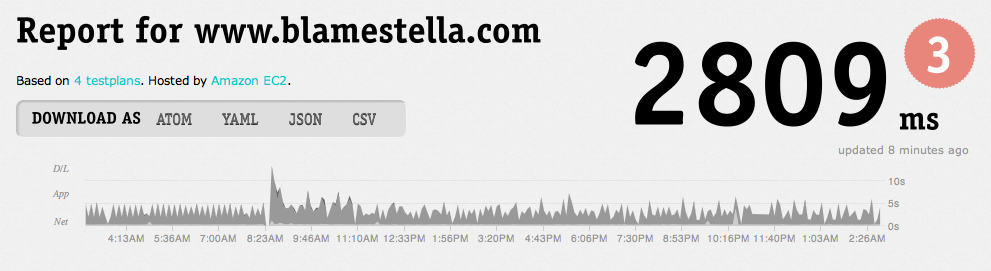 Report for www.blamestella.com
2809 ms
3
Based on 4 testplans. Hosted by Amazon EC2.
DOWNLOAD AS ATOM YAML JSON CSV
updated 8 minutes ago
D/L
10s
App
5s
Net
0s
4:13AM 5:36AM 7:00AM 8:23AM 9:46AM 11:10AM 12:33PM 1:56PM 3:20PM 4:43PM 6:06PM 7:30PM 8:53PM 10:16PM 11:40PM 1:03AM 2:26AM